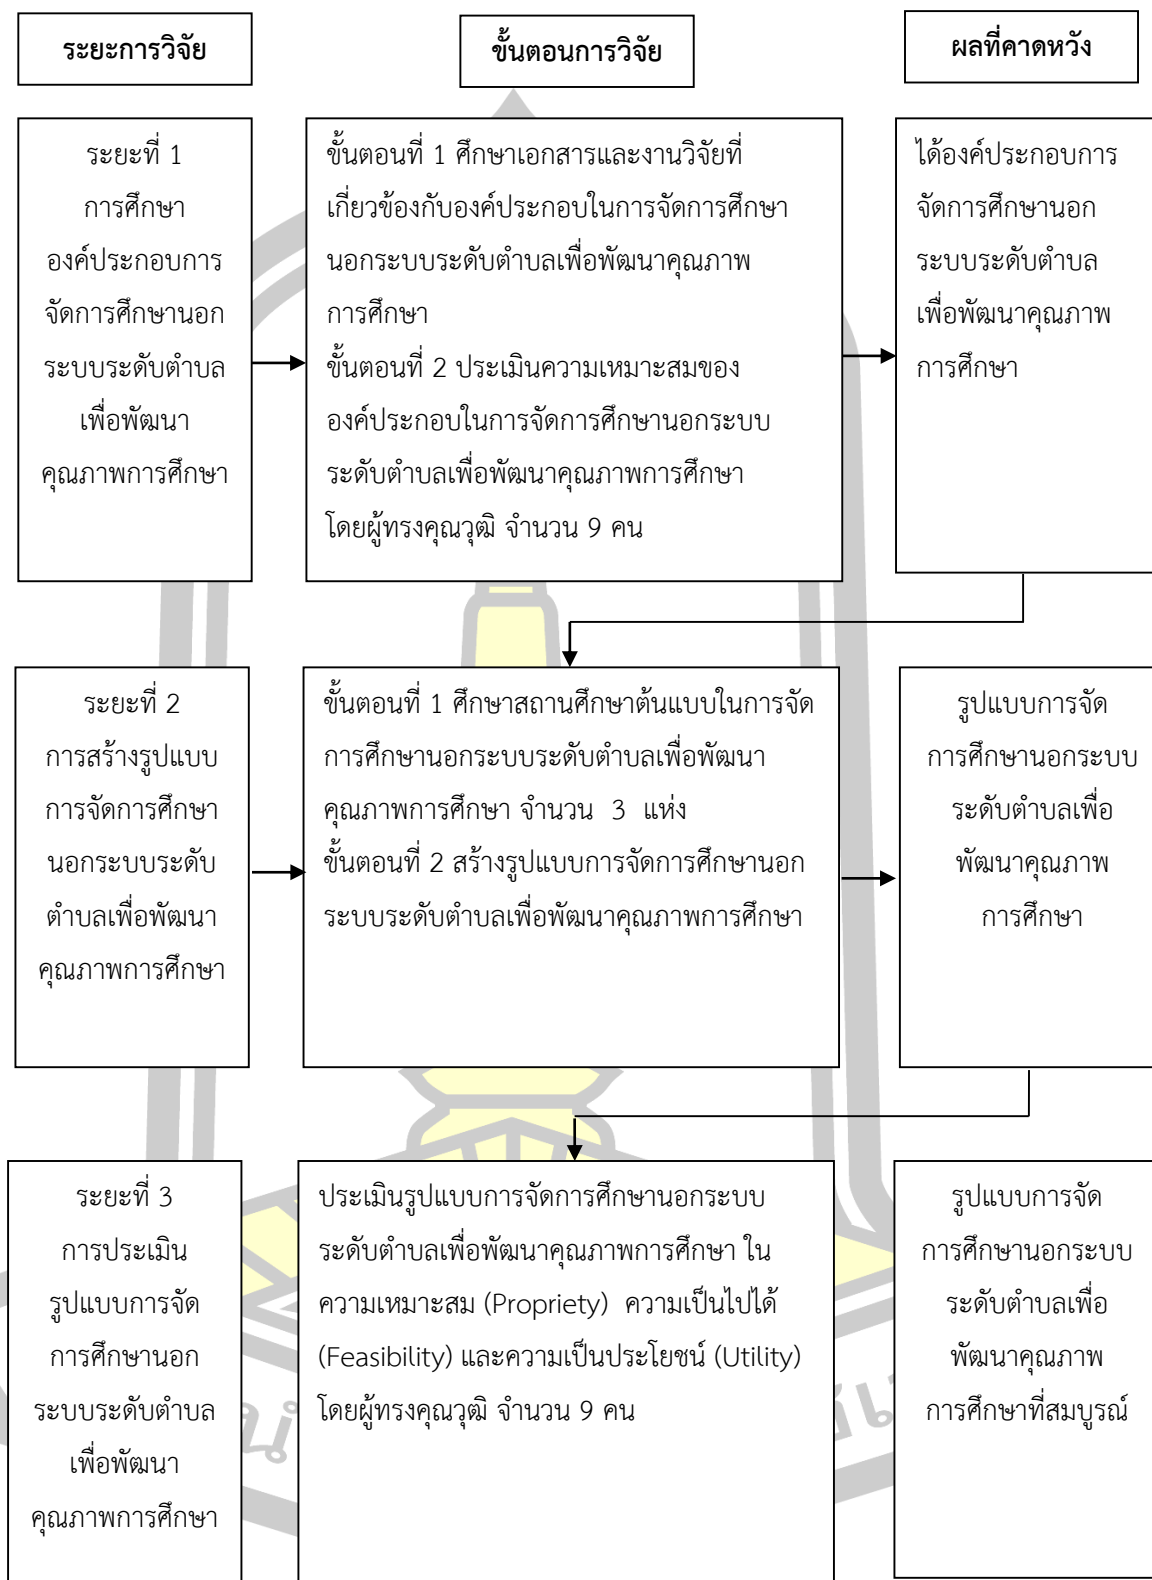 ระยะการวิจัย
ขั้นตอนการวิจัย
ผลที่คาดหวัง
ระยะที่ 1
การศึกษา
องค์ประกอบการ
จัดการศึกษานอก
ระบบระดับตำบล
เพื่อพัฒนา
คุณภาพการศึกษา
ขั้นตอนที่ 1 ศึกษาเอกสารและงานวิจัยที่
เกี่ยวข้องกับองค์ประกอบในการจัดการศึกษา
นอกระบบระดับตำบลเพื่อพัฒนาคุณภาพ
การศึกษา
ขั้นตอนที่ 2 ประเมินความเหมาะสมของ
องค์ประกอบในการจัดการศึกษานอกระบบ
ระดับตำบลเพื่อพัฒนาคุณภาพการศึกษา
โดยผู้ทรงคุณวุฒิ จำนวน 9 คน
ได้องค์ประกอบการ
จัดการศึกษานอก
ระบบระดับตำบล
เพื่อพัฒนาคุณภาพ
การศึกษา
ระยะที่ 2
การสร้างรูปแบบ
การจัดการศึกษา
นอกระบบระดับ
ตำบลเพื่อพัฒนา
คุณภาพการศึกษา
ขั้นตอนที่ 1 ศึกษาสถานศึกษาต้นแบบในการจัด
การศึกษานอกระบบระดับตำบลเพื่อพัฒนา
คุณภาพการศึกษา จำนวน 3 แห่ง
ขั้นตอนที่ 2 สร้างรูปแบบการจัดการศึกษานอก
ระบบระดับตำบลเพื่อพัฒนาคุณภาพการศึกษา
รูปแบบการจัด
การศึกษานอกระบบ
ระดับตำบลเพื่อ
พัฒนาคุณภาพ
การศึกษา
ระยะที่ 3
การประเมิน
รูปแบบการจัด
การศึกษานอก
ระบบระดับตำบล
เพื่อพัฒนา
คุณภาพการศึกษา
ประเมินรูปแบบการจัดการศึกษานอกระบบ
ระดับตำบลเพื่อพัฒนาคุณภาพการศึกษา ใน
ความเหมาะสม (Propriety) ความเป็นไปได้
(Feasibility) และความเป็นประโยชน์ (Utility)
โดยผู้ทรงคุณวุฒิ จำนวน 9 คน
รูปแบบการจัด
การศึกษานอกระบบ
ระดับตำบลเพื่อ
พัฒนาคุณภาพ
การศึกษาที่สมบูรณ์